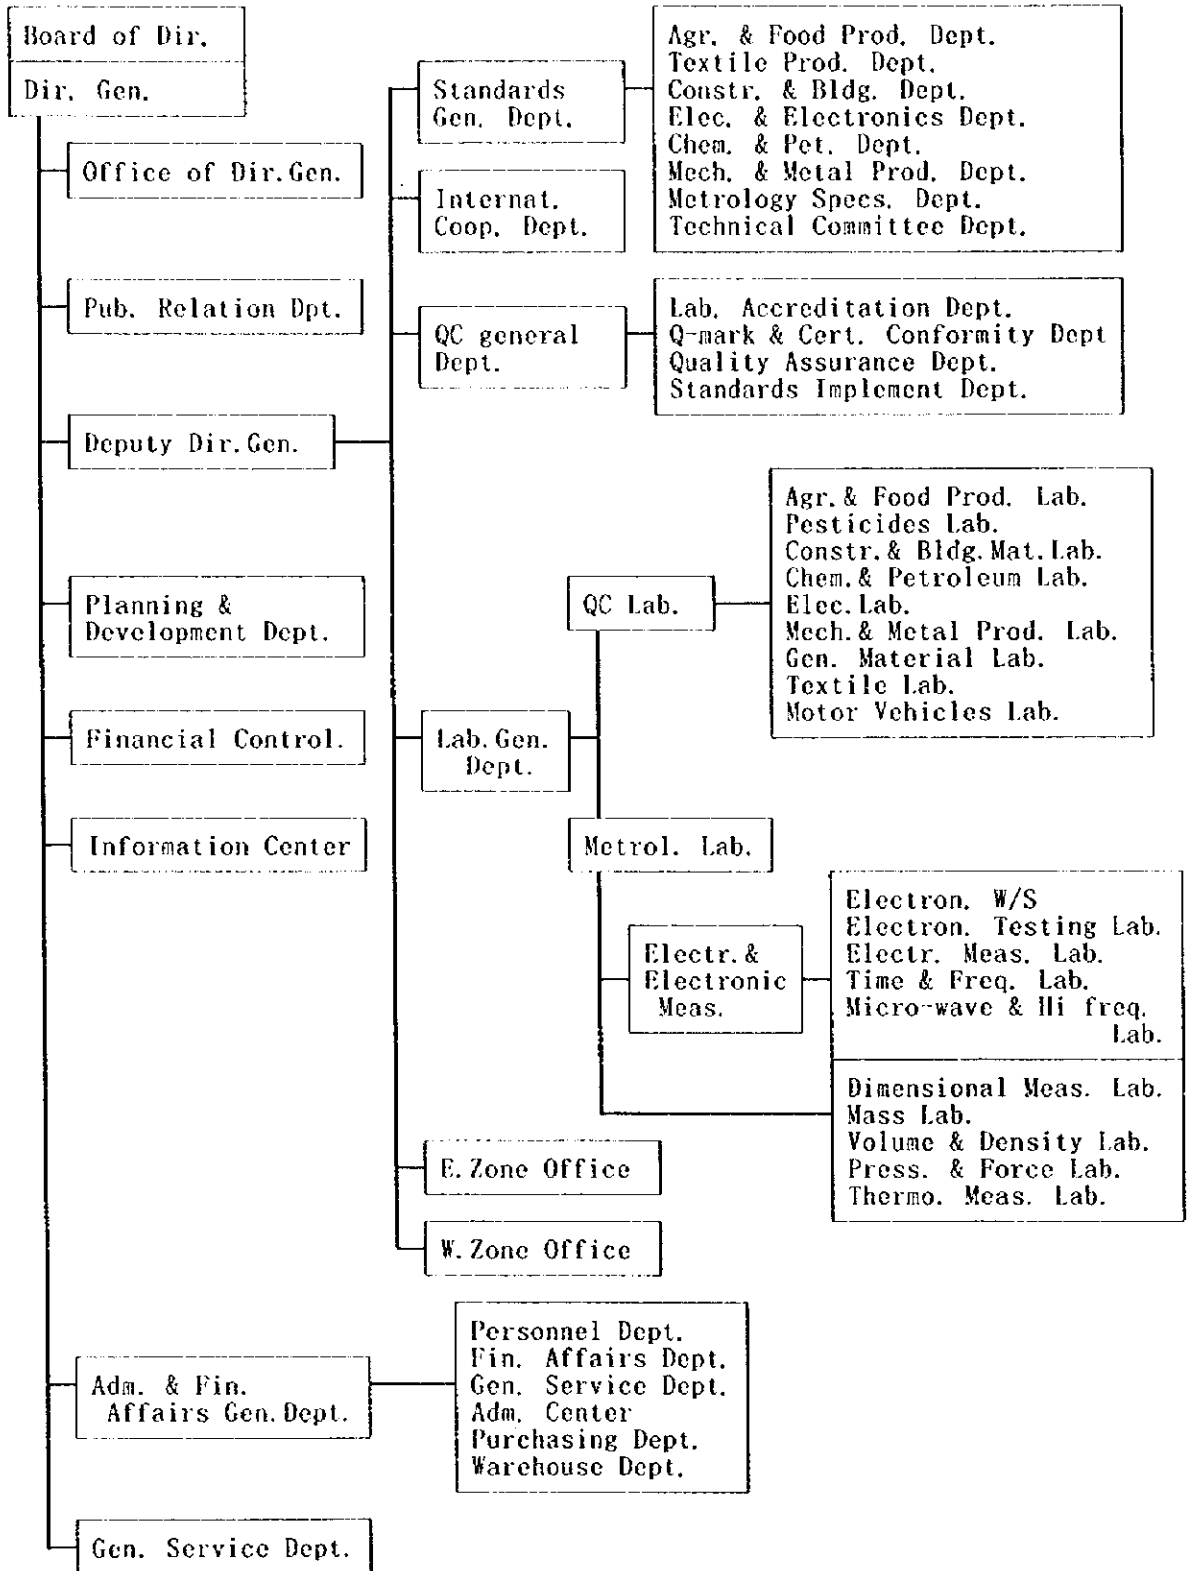 Board of Dir.
Dir. Gen.
Office of Dir.Gen.
Pub. Relation Dpt.
Deputy Dir.Gen.
Planning &
Development Dept.
Financial Control.
Information Center
Adm. & Fin.
Affairs Gen.Dept.
Gen. Service Dept.
Standards
Gen. Dept.
Internat.
Coop. Dept.
QC general
Dept.
Lab.Gen.
Dept.
E.Zone Office
W.Zone Office
Agr. & Food Prod. Dept.
Textile Prod. Dept.
Constr. & Bldg. Dept.
Elec. & Electronics Dept.
Chem. & Pet. Dept.
Mech. & Metal Prod. Dept.
Metrology Specs. Dept.
Technical Committee Dept.
Lab. Accreditation Dept.
Q-mark & Cert. Conformity Dept
Quality Assurance Dept.
Standards Implement Dept.
QC Lab.
Metrol. Lab.
Agr.& Food Prod. Lab.
Pesticides Lab.
Constr.& Bldg.Mat.Lab.
Chem.& Petroleum Lab.
Elec.Lab.
Mech.& Metal Prod. Lab.
Gen. Material Lab.
Textile Lab.
Motor Vehicles Lab.
Electr.&
Electronic
Meas.
Electron. W/S
Electron. Testing Lab.
Electr. Meas. Lab.
Time & Freq. Lab.
Micro-wave & Hi freq.
Lab.
Dimensional Meas. Lab.
Mass Lab.
Volume & Density Lab.
Press. & Force Lab.
Thermo. Meas. Lab.
Personnel Dept.
Fin. Affairs Dept.
Gen. Service Dept.
Adm. Center
Purchasing Dept.
Warehouse Dept.